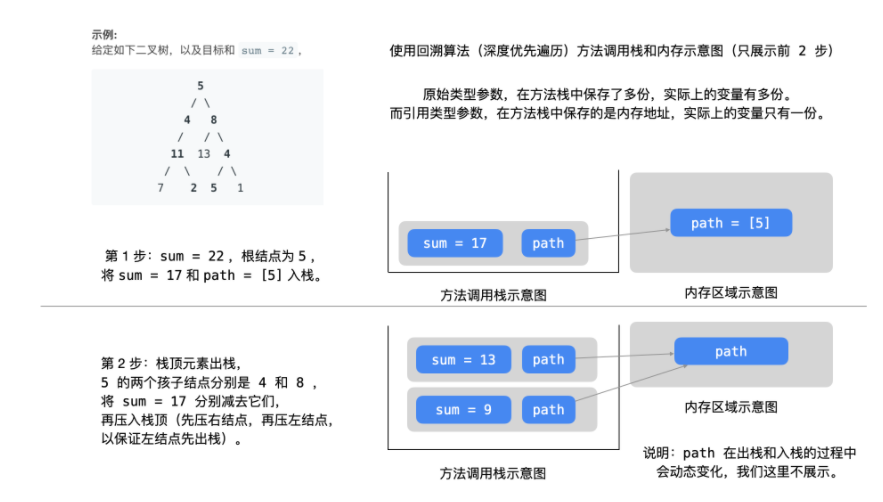 示例:
给定如下二叉树，以及目标和 sum = 22，
5
/ \
4 8
/ / \
11 13 4
/ \ / \
7 2 5 1
使用回溯算法（深度优先遍历）方法调用栈和内存示意图（只展示前 2 步）
原始类型参数，在方法栈中保存了多份，实际上的变量有多份。
而引用类型参数，在方法栈中保存的是内存地址，实际上的变量只有一份。
第 1 步：sum = 22 ，根结点为 5 ，
将 sum = 17 和 path = [5] 入栈。
sum = 17
path
path = [5]
方法调用栈示意图
内存区域示意图
第 2 步：栈顶元素出栈，
5 的两个孩子结点分别是 4 和 8 ，
将 sum = 17 分别减去它们，
再压入栈顶（先压右结点，再压左结点，
以保证左结点先出栈）。
sum = 13
path
sum = 9
path
path
方法调用栈示意图
内存区域示意图
说明：path 在出栈和入栈的过程中
会动态变化，我们这里不展示。